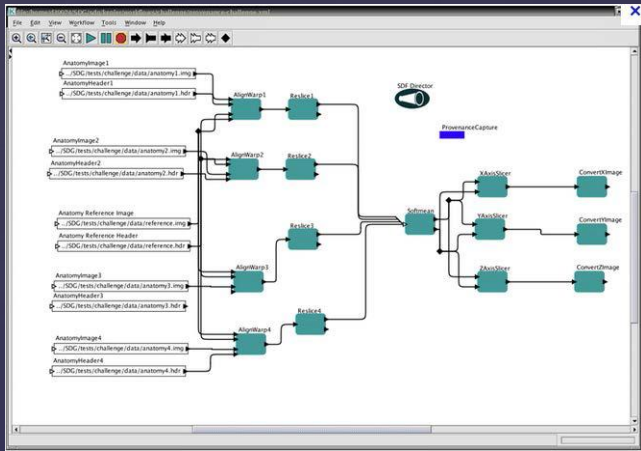 File Edit View Workflow Tools Window Help
AnatomyImage1
.../SDG/tests/challenge/data/anatomy1.img
AnatomyHeader1
.../SDG/tests/challenge/data/anatomy1.hdr
AnatomyImage2
.../SDG/tests/challenge/data/anatomy2.img
AnatomyHeader2
.../SDG/tests/challenge/data/anatomy2.hdr
Anatomy Reference Image
.../SDG/tests/challenge/data/reference.img
Anatomy Reference Header
.../SDG/tests/challenge/data/reference.hdr
AnatomyImage3
.../SDG/tests/challenge/data/anatomy3.img
AnatomyHeader3
.../SDG/tests/challenge/data/anatomy3.hdr
AnatomyImage4
.../SDG/tests/challenge/data/anatomy4.img
AnatomyHeader4
.../SDG/tests/challenge/data/anatomy4.hdr
AlignWarp1
Reslice1
AlignWarp2
Reslice2
AlignWarp3
Reslice3
AlignWarp4
Reslice4
SDF Director
ProvenanceCapture
Softmean
XAxisSlicer
ConvertXImage
YAxisSlicer
ConvertYImage
ZAxisSlicer
ConvertZImage